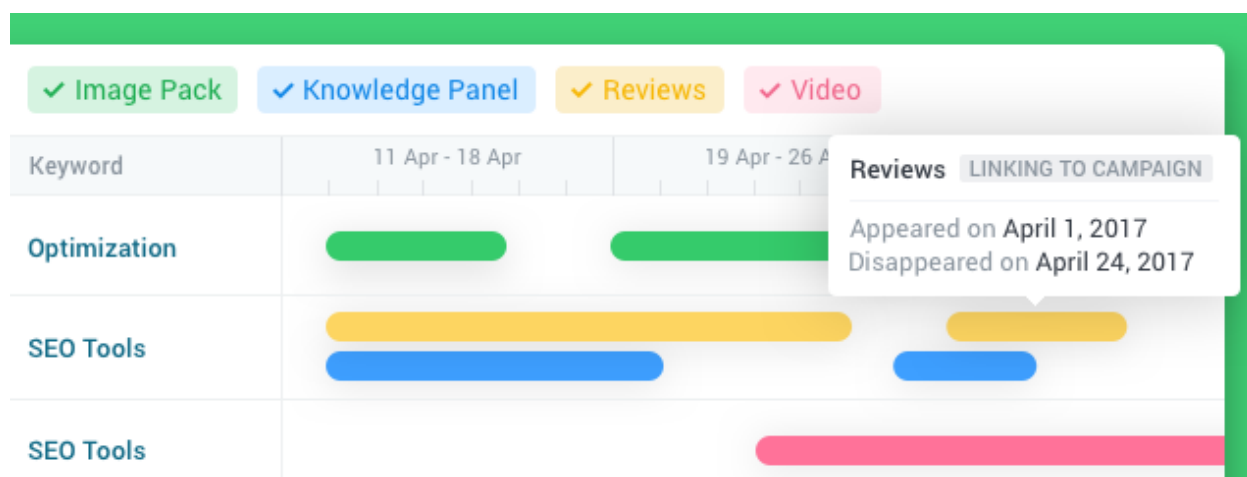 Image Pack Knowledge Panel Reviews Video
Keyword 11 Apr - 18 Apr 19 Apr - 26
Reviews LINKING TO CAMPAIGN
Appeared on April 1, 2017
Disappeared on April 24, 2017
Optimization
SEO Tools
SEO Tools